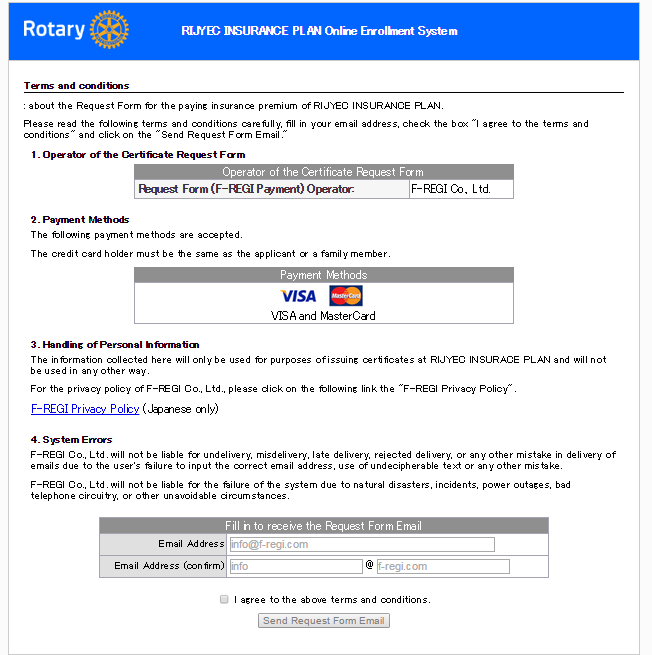 Rotary
RIJYEC INSURANCE PLAN Online Enrollment System
Terms and conditions
: about the Request Form for the paying insurance premium of RIJYEC INSURANCE PLAN.
Please read the following terms and conditions carefully, fill in your email address, check the box "I agree to the terms and
conditions" and click on the "Send Request Form Email."
1. Operator of the Certificate Request Form
Operator of the Certificate Request Form
Request Form (F-REGI Payment) Operator: F-REGI Co., Ltd.
2. Payment Methods
The following payment methods are accepted.
The credit card holder must be the same as the applicant or a family member.
Payment Methods
VISA MasterCard
VISA and MasterCard
3. Handling of Personal Information
The information collected here will only be used for purposes of issuing certificates at RIJYEC INSURACE PLAN and will not
be used in any other way.
For the privacy policy of F-REGI Co., Ltd., please click on the following link the "F-REGI Privacy Policy".
F-REGI Privacy Policy (Japanese only)
4. System Errors
F-REGI Co., Ltd. will not be liable for undelivery, misdelivery, late delivery, rejected delivery, or any other mistake in delivery of
emails due to the user's failure to input the correct email address, use of undecipherable text or any other mistake.
F-REGI Co., Ltd. will not be liable for the failure of the system due to natural disasters, incidents, power outages, bad
telephone circuitry, or other unavoidable circumstances.
Fill in to receive the Request Form Email
Email Address info@f-regi.com
Email Address (confirm) info @ f-regi.com
I agree to the above terms and conditions.
Send Request Form Email